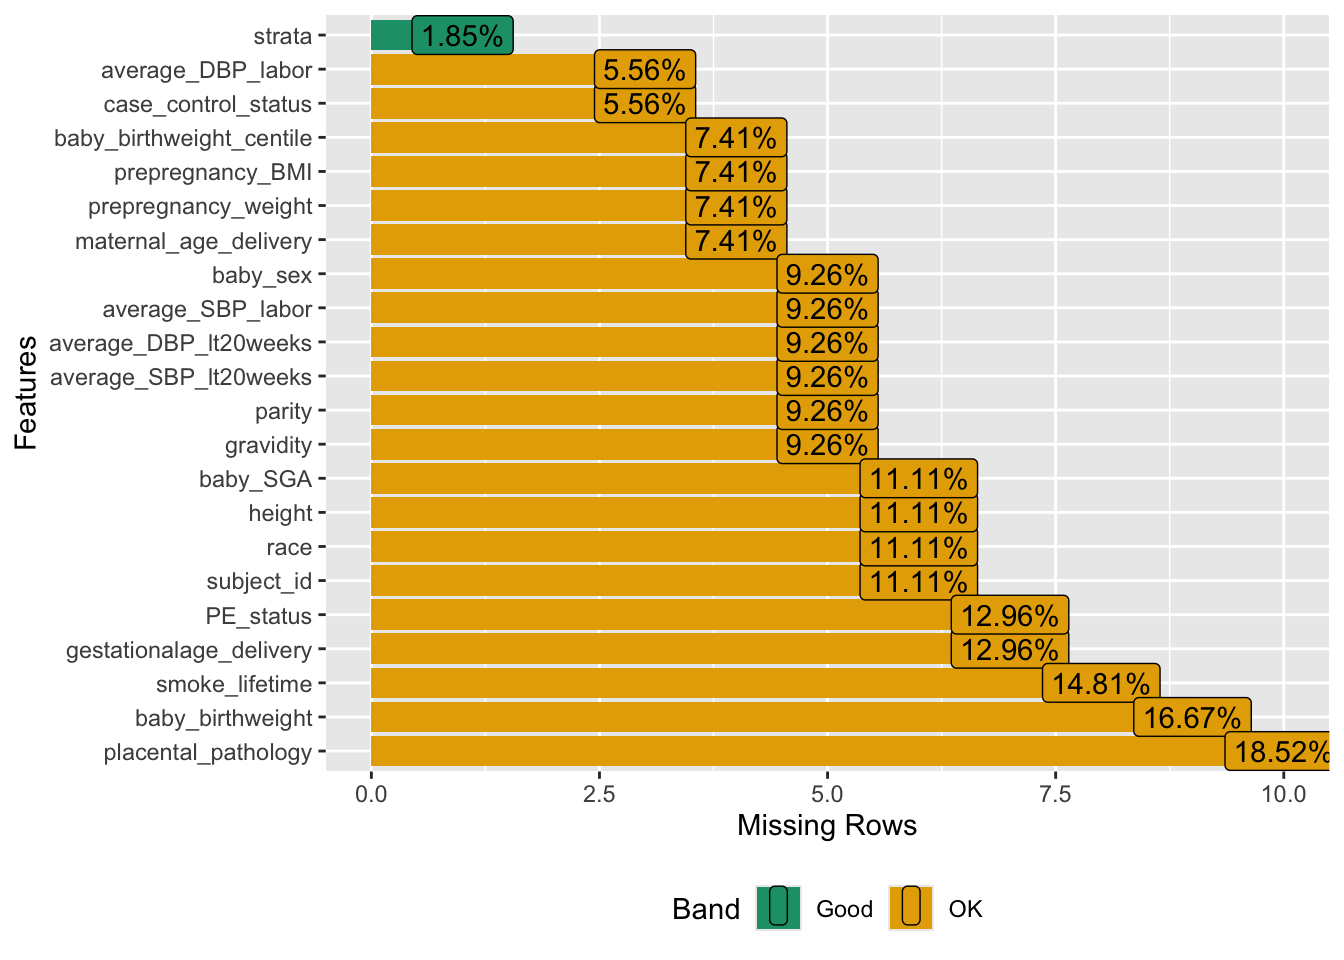 strata 1.85%
average_DBP_labor 5.56%
case_control_status 5.56%
baby_birthweight_centile 7.41%
prepregnancy_BMI 7.41%
prepregnancy_weight 7.41%
maternal_age_delivery 7.41%
baby_sex 9.26%
average_SBP_labor 9.26%
average_DBP_lt20weeks 9.26%
average_SBP_lt20weeks 9.26%
parity 9.26%
gravidity 9.26%
baby_SGA 11.11%
height 11.11%
race 11.11%
subject_id 11.11%
PE_status 12.96%
gestationalage_delivery 12.96%
smoke_lifetime 14.81%
baby_birthweight 16.67%
placental_pathology 18.52%
Features
0.0 2.5 5.0 7.5 10.0
Missing Rows
Band Good OK